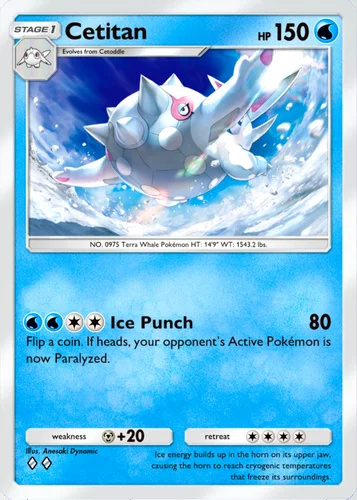 STAGE 1
Cetitan
HP 150
Evolves from Cetoddle
NO. 0975 Terra Whale Pokémon HT: 14'9" WT: 1543.2 lbs.
Ice Punch 80
Flip a coin. If heads, your opponent's Active Pokémon is
now Paralyzed.
weakness +20 retreat
Illus. Anesaki Dynamic
Ice energy builds up in the horn on its upper jaw,
causing the horn to reach cryogenic temperatures
that freeze its surroundings.